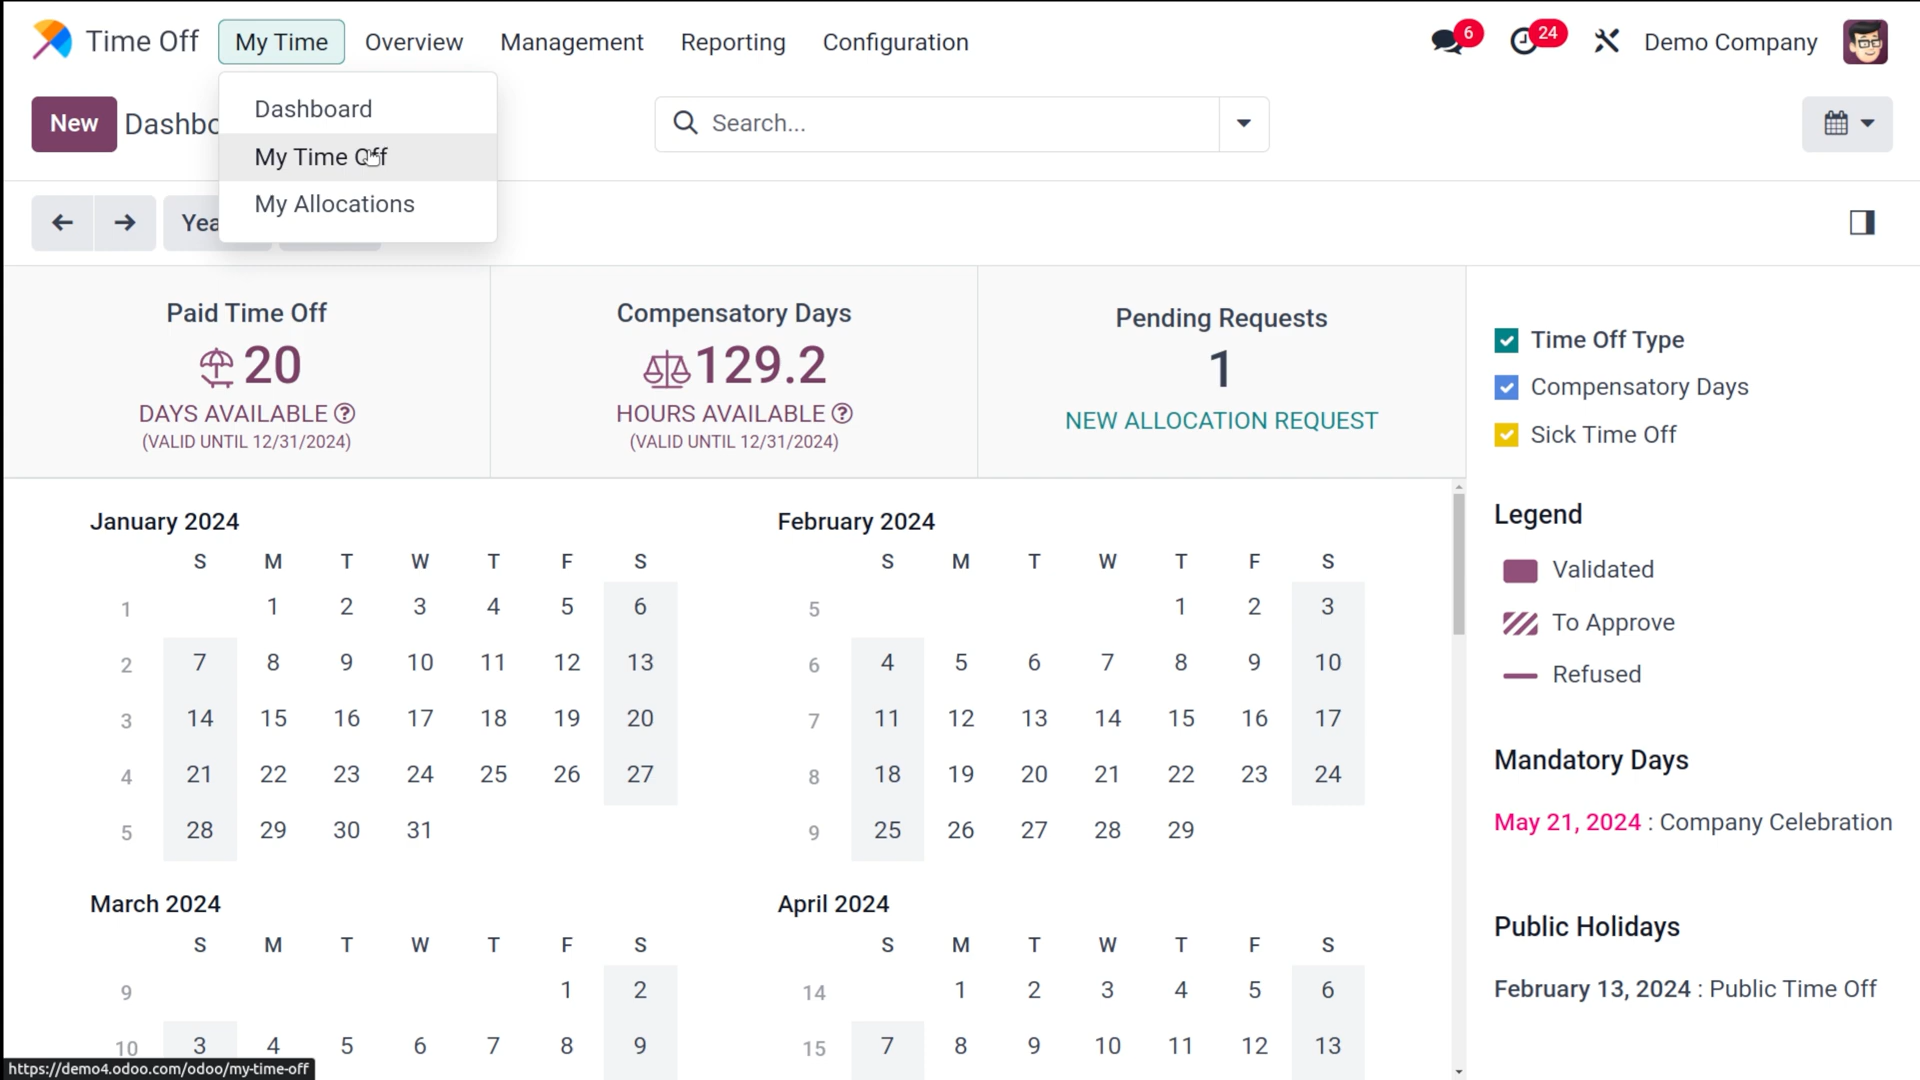 Time Off My Time Overview Management Reporting Configuration 6 24 Demo Company
Dashboard
New Dashbo Search...
My Time Off
My Allocations
Yea
Paid Time Off
20
DAYS AVAILABLE ?
(VALID UNTIL 12/31/2024)
Compensatory Days
129.2
HOURS AVAILABLE ?
(VALID UNTIL 12/31/2024)
Pending Requests
1
NEW ALLOCATION REQUEST
January 2024
S M T W T F S
1 1 2 3 4 5 6
2 7 8 9 10 11 12 13
3 14 15 16 17 18 19 20
4 21 22 23 24 25 26 27
5 28 29 30 31
February 2024
S M T W T F S
5 1 2 3
6 4 5 6 7 8 9 10
7 11 12 13 14 15 16 17
8 18 19 20 21 22 23 24
9 25 26 27 28 29
March 2024
S M T W T F S
9 1 2
10 3 4 5 6 7 8 9
April 2024
S M T W T F S
14 1 2 3 4 5 6
15 7 8 9 10 11 12 13
Time Off Type
Compensatory Days
Sick Time Off
Legend
Validated
To Approve
Refused
Mandatory Days
May 21, 2024 : Company Celebration
Public Holidays
February 13, 2024 : Public Time Off
https://demo4.odoo.com/odoo/my-time-off